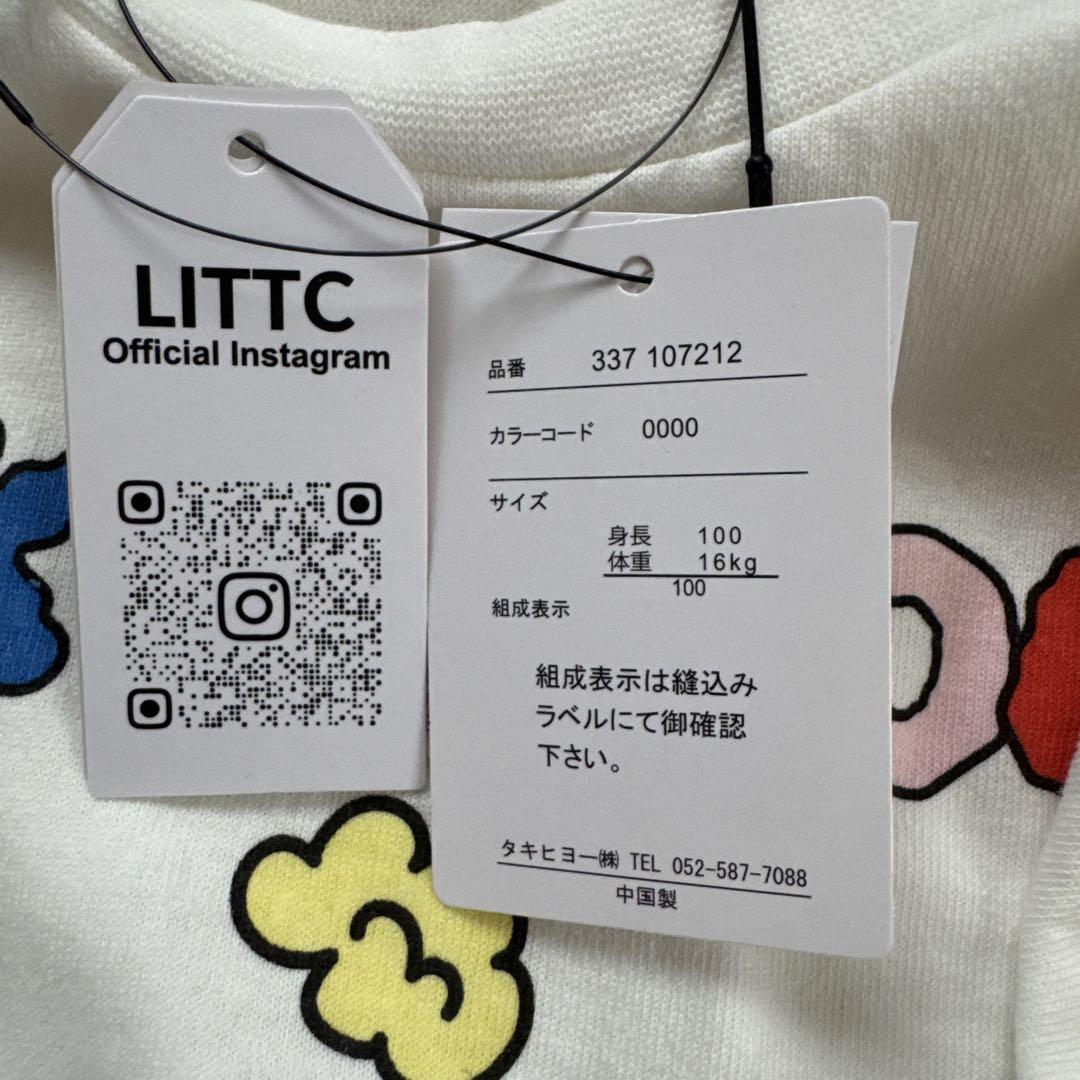 LITTC
Official Instagram
品番 337 107212
カラーコード 0000
サイズ
身長 100
体重 16kg
100
組成表示
組成表示は縫込み
ラベルにて御確認
下さい。
タキヒヨー㈱ TEL 052-587-7088
中国製